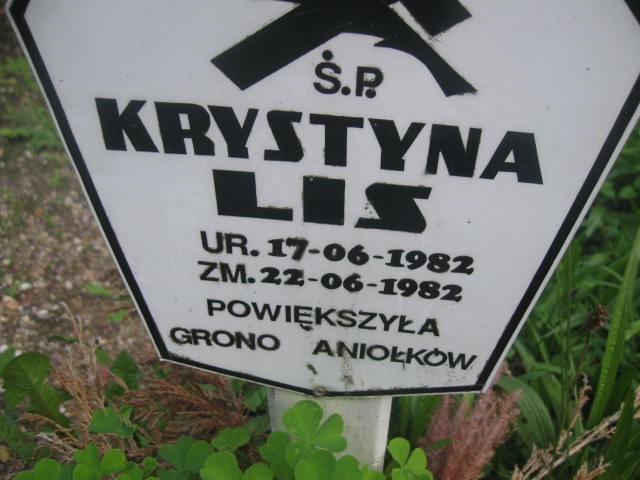 Ś.P.
KRYSTYNA
LIS
UR. 17-06-1982
ZM. 22-06-1982
POWIĘKSZYŁA
GRONO ANIOŁKÓW